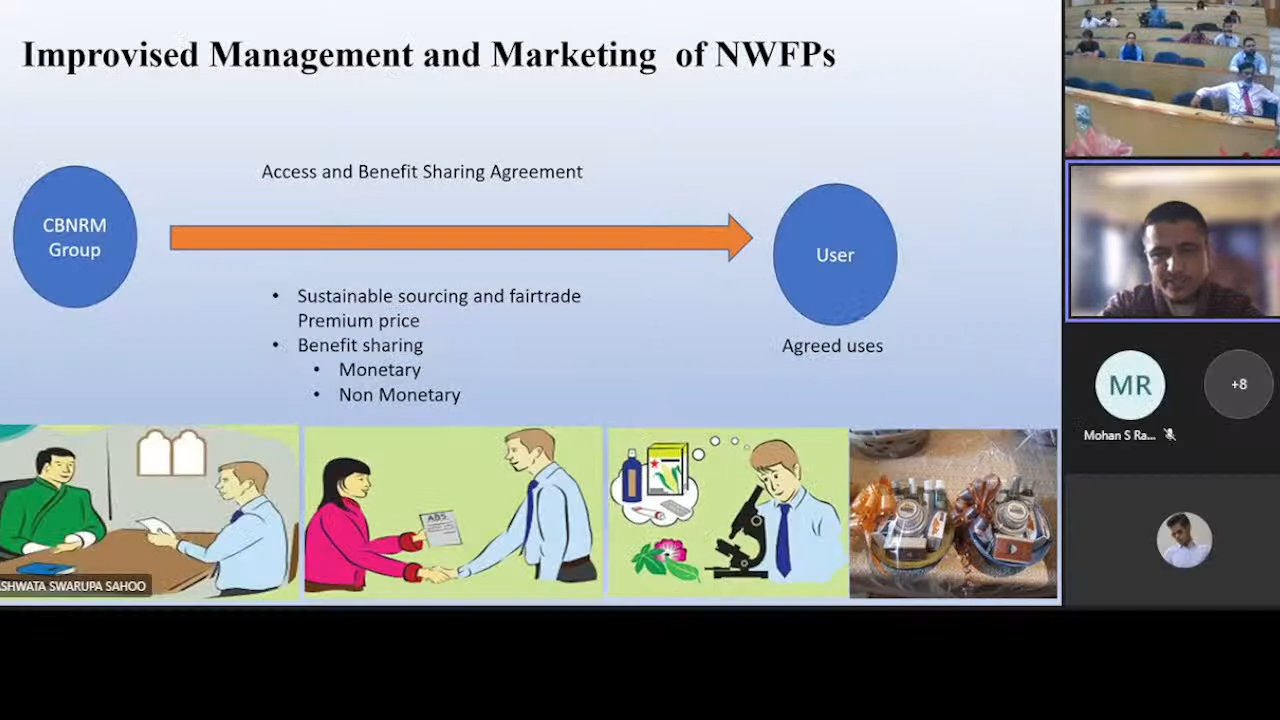 Improvised Management and Marketing of NWFPs
Access and Benefit Sharing Agreement
CBNRM
Group
User
• Sustainable sourcing and fairtrade
Premium price
• Benefit sharing
• Monetary
• Non Monetary
Agreed uses
ABS
ASHWATA SWARUPA SAHOO
MR
+8
Mohan S Ra...